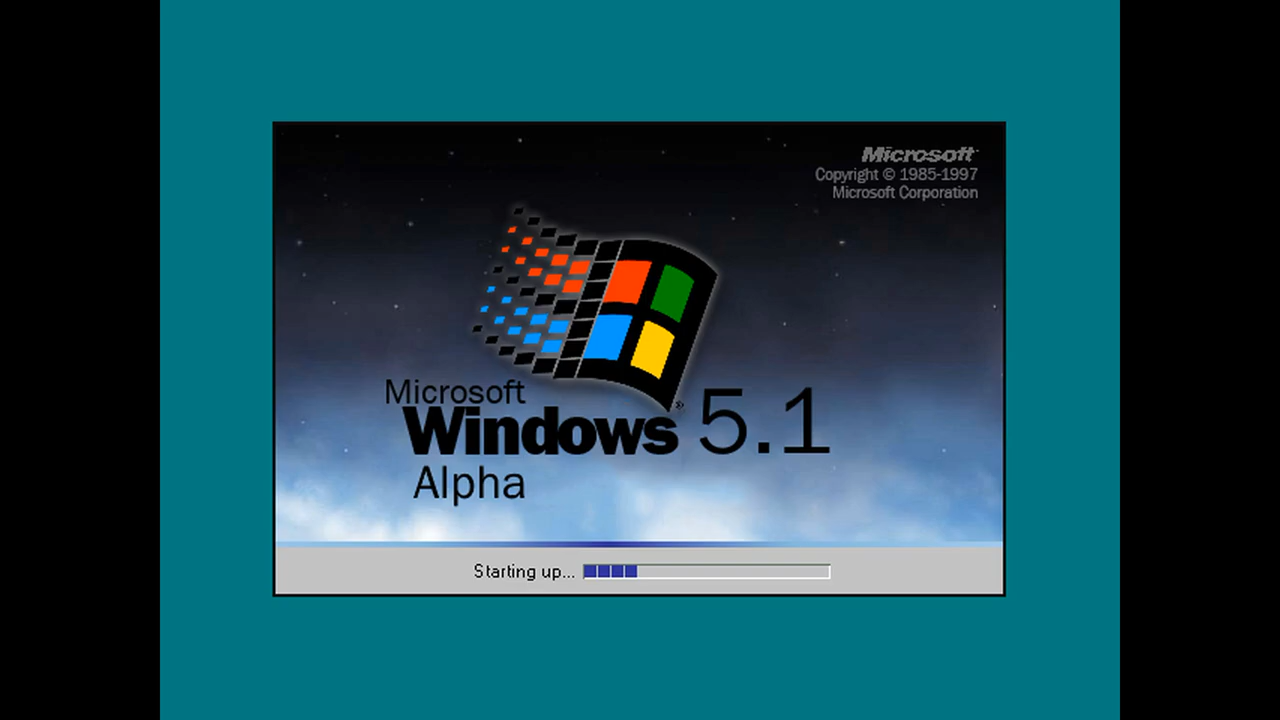 Microsoft
Copyright © 1985-1997
Microsoft Corporation
Microsoft
Windows® 5.1
Alpha
Starting up...